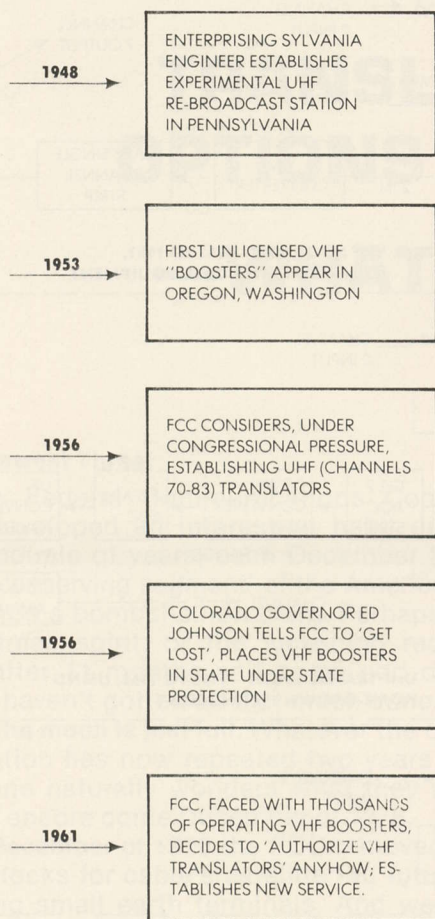 1948
ENTERPRISING SYLVANIA
ENGINEER ESTABLISHES
EXPERIMENTAL UHF
RE-BROADCAST STATION
IN PENNSYLVANIA
1953
FIRST UNLICENSED VHF
''BOOSTERS'' APPEAR IN
OREGON, WASHINGTON
1956
FCC CONSIDERS, UNDER
CONGRESSIONAL PRESSURE,
ESTABLISHING UHF (CHANNELS
70-83) TRANSLATORS
1956
COLORADO GOVERNOR ED
JOHNSON TELLS FCC TO 'GET
LOST', PLACES VHF BOOSTERS
IN STATE UNDER STATE
PROTECTION
1961
FCC, FACED WITH THOUSANDS
OF OPERATING VHF BOOSTERS,
DECIDES TO 'AUTHORIZE VHF
TRANSLATORS' ANYHOW; ES-
TABLISHES NEW SERVICE.